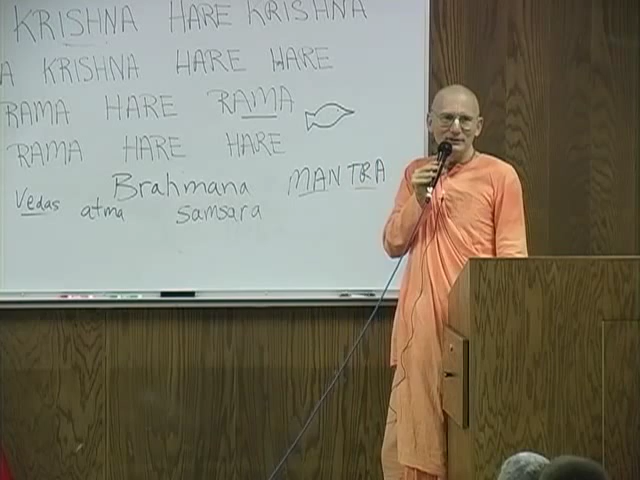 KRISHNA HARE KRISHNA
A KRISHNA HARE HARE
RAMA HARE RAMA
RAMA HARE HARE
Brahmana MANTRA
Vedas atma samsara